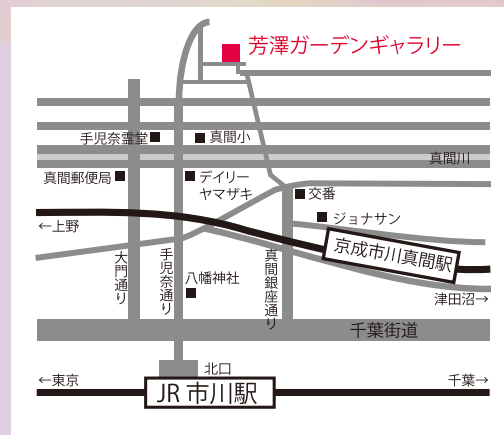 芳澤ガーデンギャラリー
手児奈霊堂
真間小
真間川
真間郵便局
デイリー
ヤマザキ
交番
ジョナサン
←上野
京成市川真間駅
大門通り
手児奈通り
八幡神社
真間銀座通り
津田沼→
千葉街道
北口
←東京
千葉→
JR 市川駅